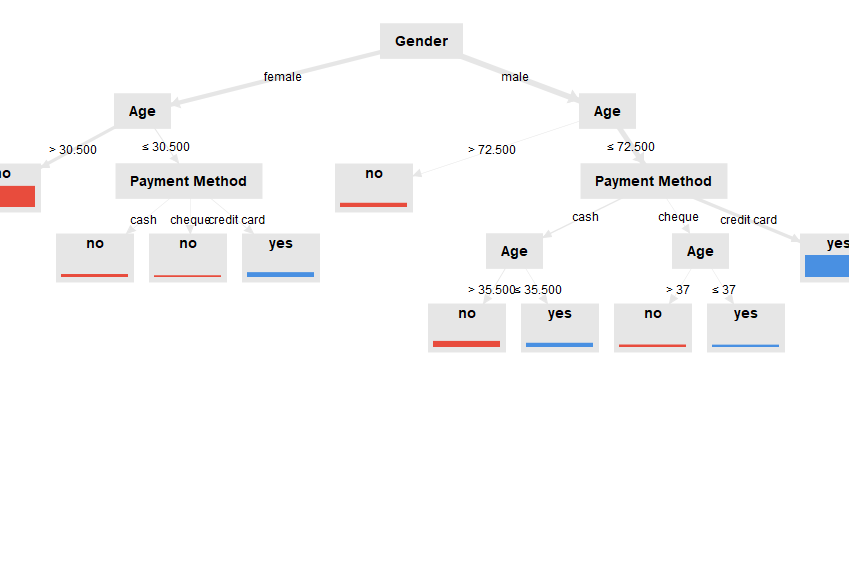 Gender
female
male
Age
Age
> 30.500
≤ 30.500
> 72.500
≤ 72.500
no
Payment Method
no
Payment Method
cash
cheque
credit card
cash
cheque
credit card
no
no
yes
Age
Age
yes
> 35.500
≤ 35.500
> 37
≤ 37
no
yes
no
yes